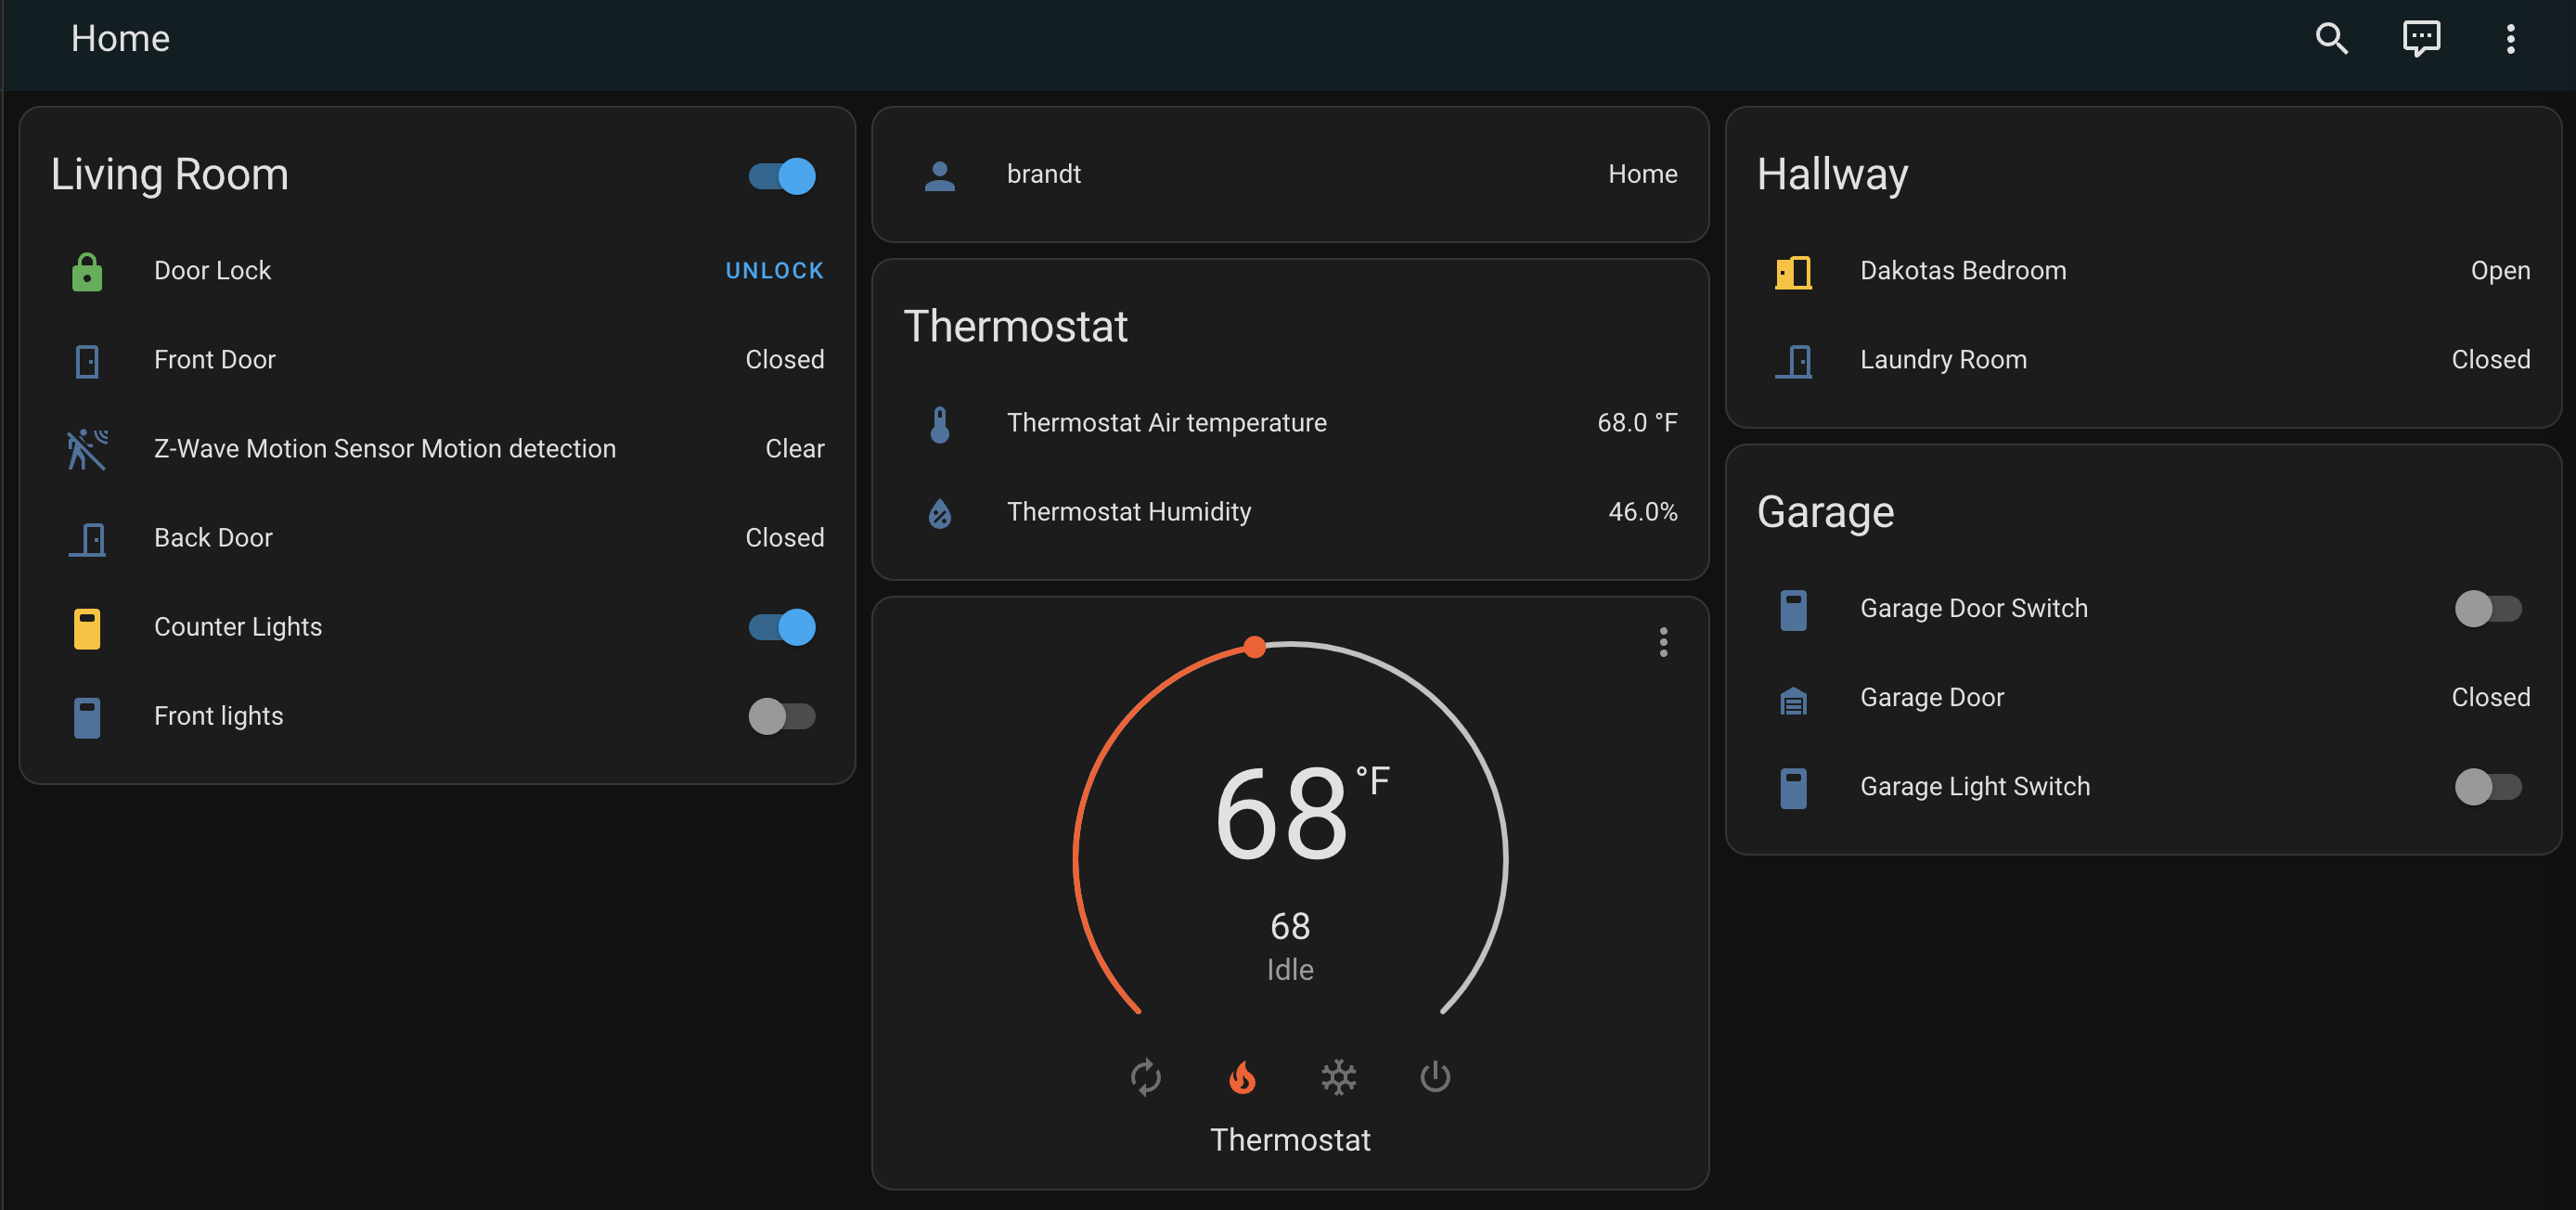 Home
Living Room
Door Lock UNLOCK
Front Door Closed
Z-Wave Motion Sensor Motion detection Clear
Back Door Closed
Counter Lights
Front lights
brandt Home
Thermostat
Thermostat Air temperature 68.0 °F
Thermostat Humidity 46.0%
68 °F
68
Idle
Thermostat
Hallway
Dakotas Bedroom Open
Laundry Room Closed
Garage
Garage Door Switch
Garage Door Closed
Garage Light Switch